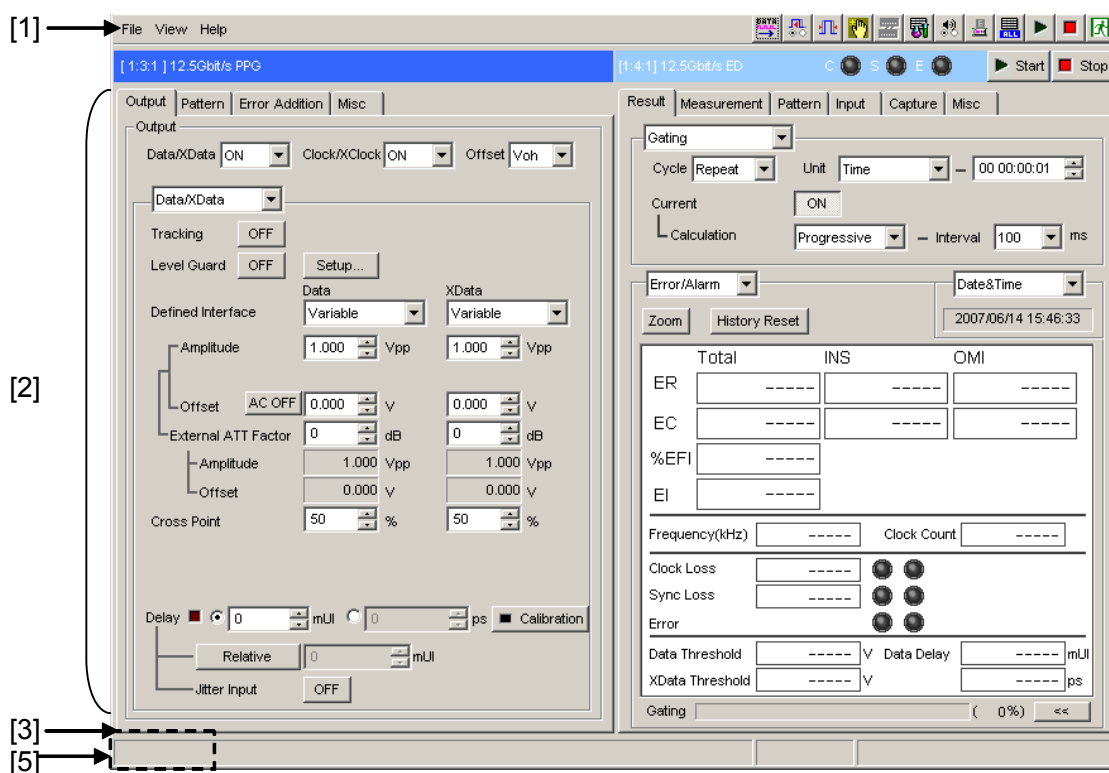 [1]
File View Help
SYN
ALL
[ 1:3:1 ] 12.5Gbit/s PPG
[1:4:1] 12.5Gbit/s ED C S E Start Stop
[2]
Output Pattern Error Addition Misc
Output
Data/XData ON Clock/XClock ON Offset Voh
Data/XData
Tracking OFF
Level Guard OFF Setup...
Data XData
Defined Interface Variable Variable
Amplitude 1.000 Vpp 1.000 Vpp
Offset AC OFF 0.000 V 0.000 V
External ATT Factor 0 dB 0 dB
Amplitude 1.000 Vpp 1.000 Vpp
Offset 0.000 V 0.000 V
Cross Point 50 % 50 %
Delay 0 mUI 0 ps Calibration
Relative 0 mUI
Jitter Input OFF
Result Measurement Pattern Input Capture Misc
Gating
Cycle Repeat Unit Time – 00 00:00:01
Current ON
Calculation Progressive – Interval 100 ms
Error/Alarm Date&Time
Zoom History Reset 2007/06/14 15:46:33
Total INS OMI
ER ----- ----- -----
EC ----- ----- -----
%EFI -----
EI -----
Frequency(kHz) ----- Clock Count -----
Clock Loss -----
Sync Loss -----
Error
Data Threshold ----- V Data Delay ----- mUI
XData Threshold ----- V ----- ps
Gating ( 0%) <<
[3]
[5]